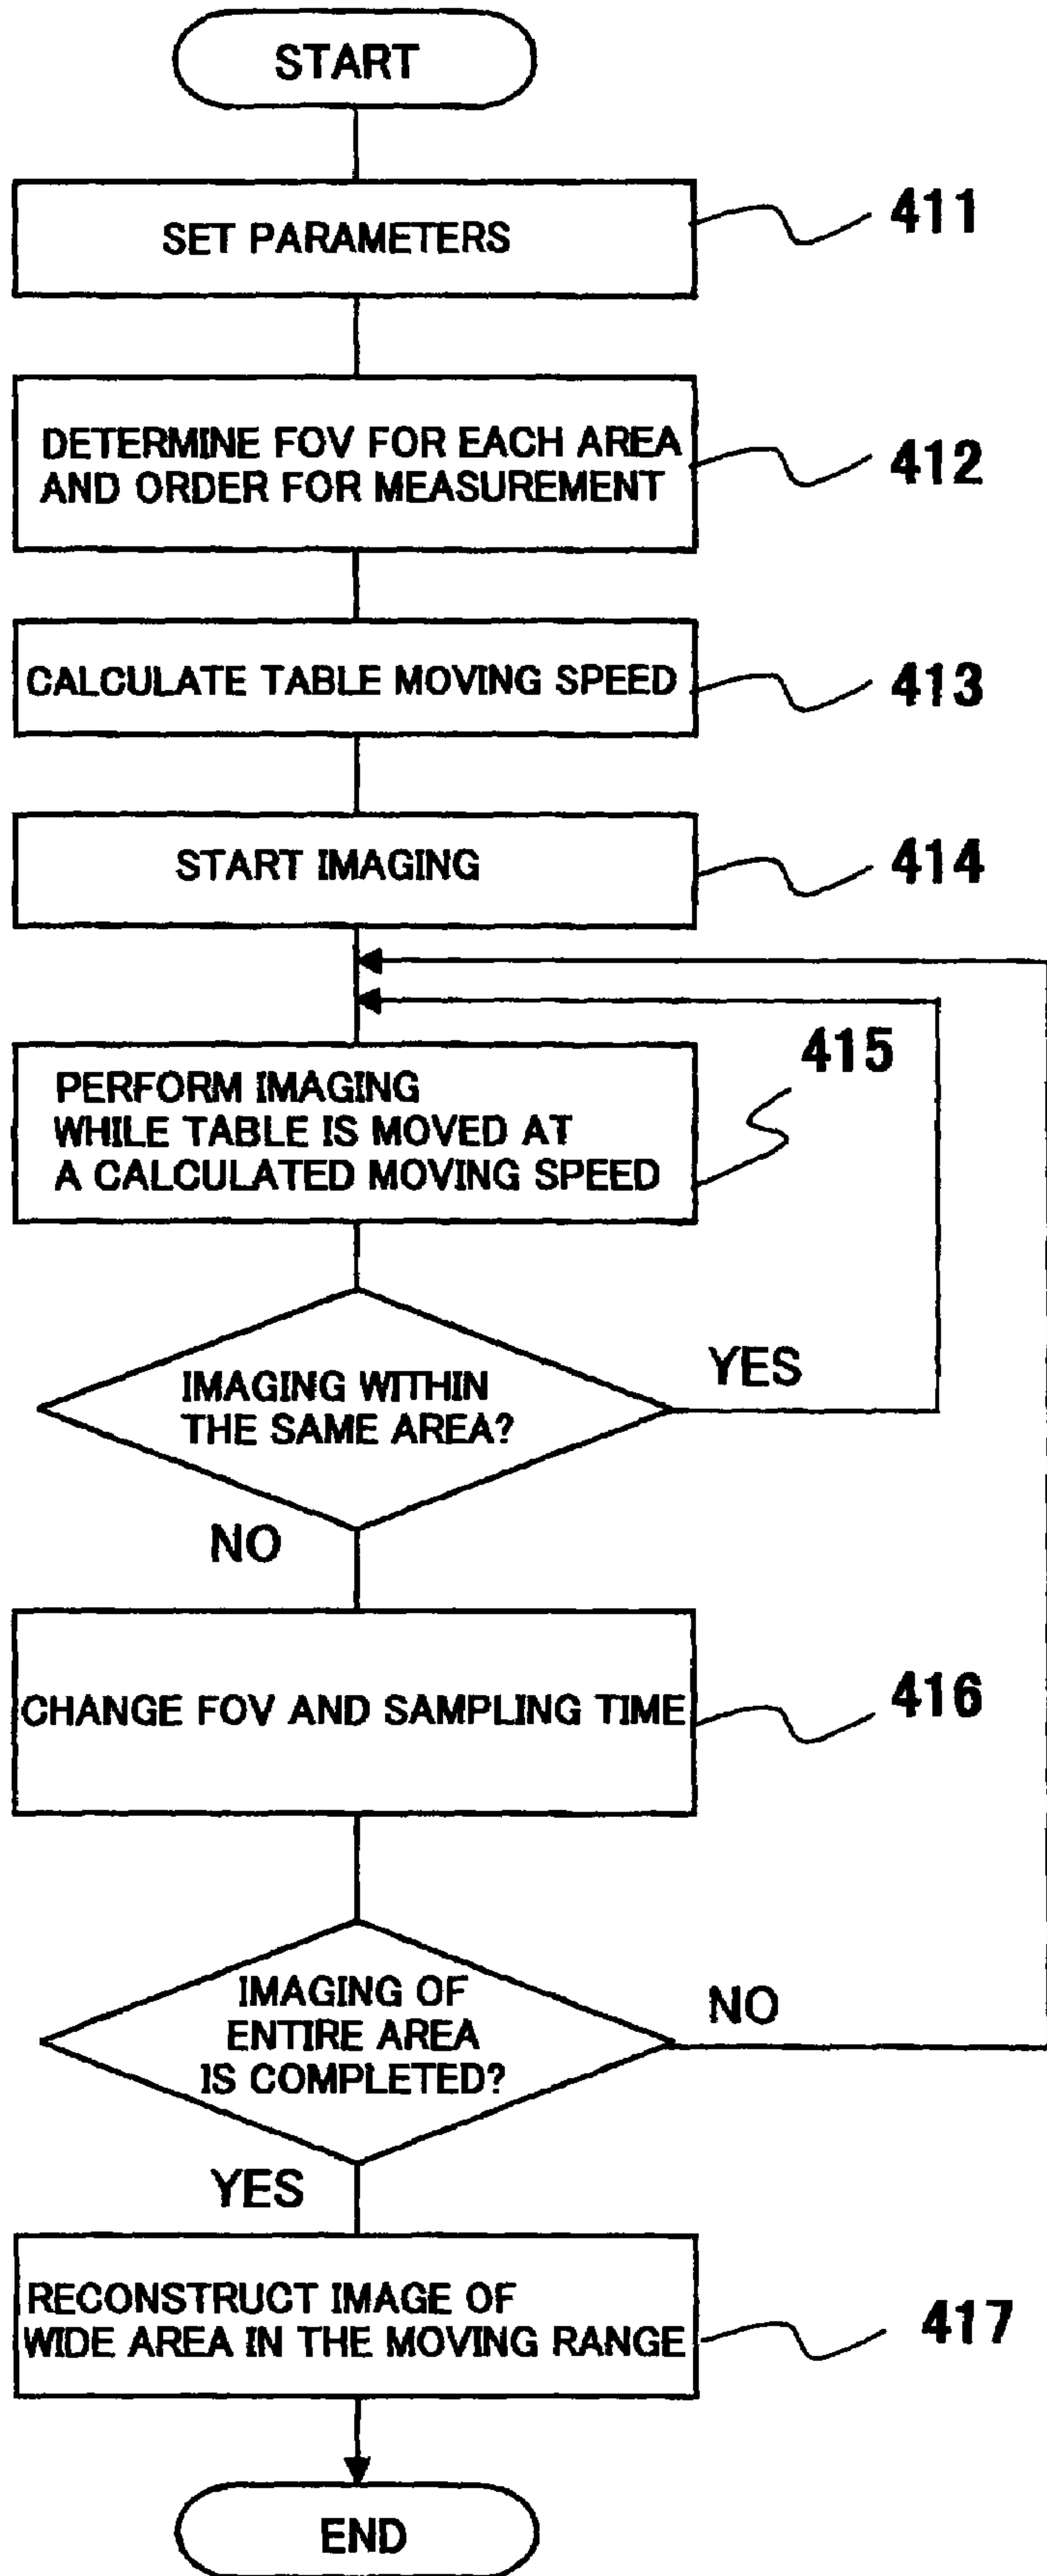 START
SET PARAMETERS
411
DETERMINE FOV FOR EACH AREA
AND ORDER FOR MEASUREMENT
412
CALCULATE TABLE MOVING SPEED
413
START IMAGING
414
PERFORM IMAGING
WHILE TABLE IS MOVED AT
A CALCULATED MOVING SPEED
415
IMAGING WITHIN
THE SAME AREA?
YES
NO
CHANGE FOV AND SAMPLING TIME
416
IMAGING OF
ENTIRE AREA
IS COMPLETED?
NO
YES
RECONSTRUCT IMAGE OF
WIDE AREA IN THE MOVING RANGE
417
END